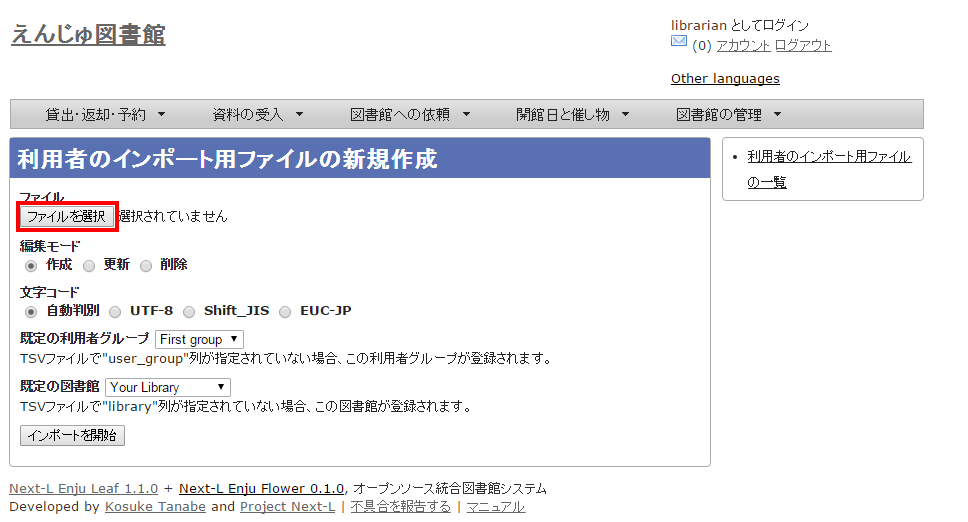 えんじゅ図書館
librarian としてログイン
(0) アカウント ログアウト
Other languages
貸出・返却・予約 ▼ 資料の受入 ▼ 図書館への依頼 ▼ 開館日と催し物 ▼ 図書館の管理 ▼
利用者のインポート用ファイルの新規作成
ファイル
ファイルを選択 選択されていません
編集モード
作成 更新 削除
文字コード
自動判別 UTF-8 Shift_JIS EUC-JP
既定の利用者グループ First group ▼
TSVファイルで"user_group"列が指定されていない場合、この利用者グループが登録されます。
既定の図書館 Your Library ▼
TSVファイルで"library"列が指定されていない場合、この図書館が登録されます。
インポートを開始
• 利用者のインポート用ファイル
の一覧
Next-L Enju Leaf 1.1.0 + Next-L Enju Flower 0.1.0, オープンソース統合図書館システム
Developed by Kosuke Tanabe and Project Next-L | 不具合を報告する | マニュアル